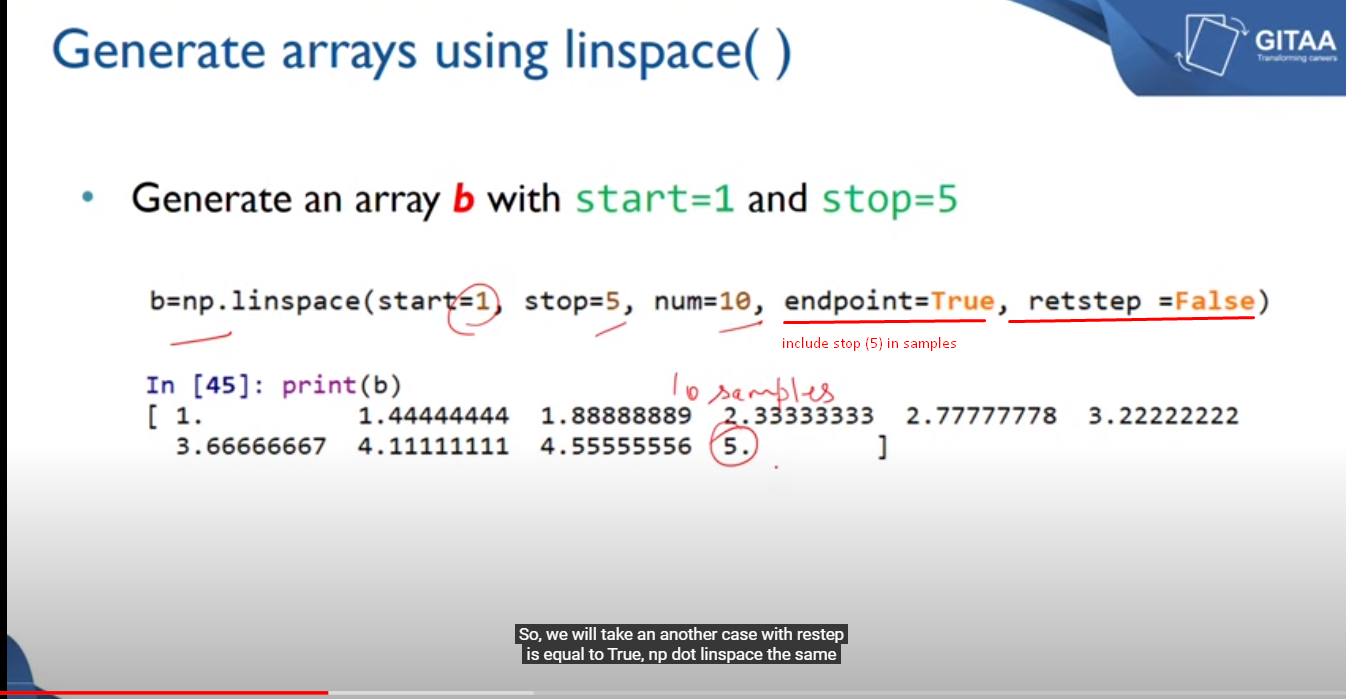 Generate arrays using linspace( )
GITAA
Transforming careers
• Generate an array b with start=1 and stop=5
b=np.linspace(start=1, stop=5, num=10, endpoint=True, retstep =False)
include stop (5) in samples
In [45]: print(b)
10 samples
[ 1. 1.44444444 1.88888889 2.33333333 2.77777778 3.22222222
3.66666667 4.11111111 4.55555556 5. ]
So, we will take an another case with restep
is equal to True, np dot linspace the same